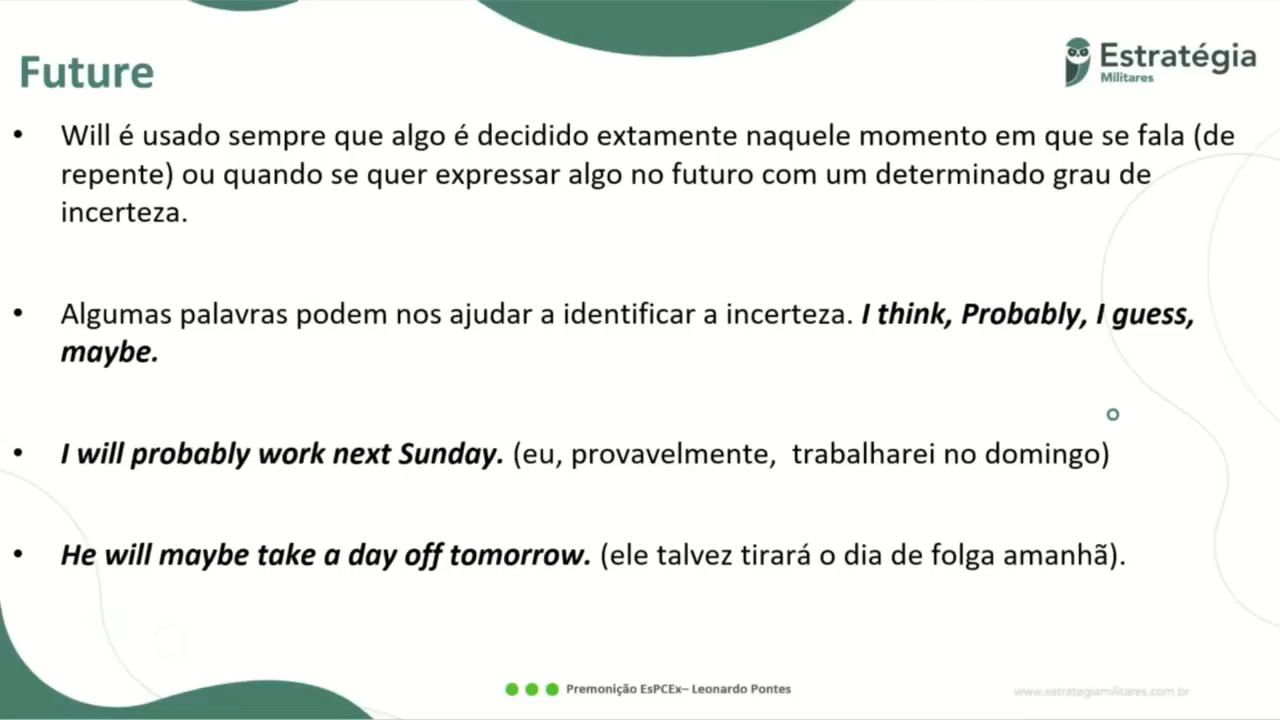 Future
Estratégia
Militares
• Will é usado sempre que algo é decidido extamente naquele momento em que se fala (de
repente) ou quando se quer expressar algo no futuro com um determinado grau de
incerteza.
• Algumas palavras podem nos ajudar a identificar a incerteza. I think, Probably, I guess,
maybe.
• I will probably work next Sunday. (eu, provavelmente, trabalharei no domingo)
• He will maybe take a day off tomorrow. (ele talvez tirará o dia de folga amanhã).
Premonição EsPCEx– Leonardo Pontes
www.estrategiamilitares.com.br